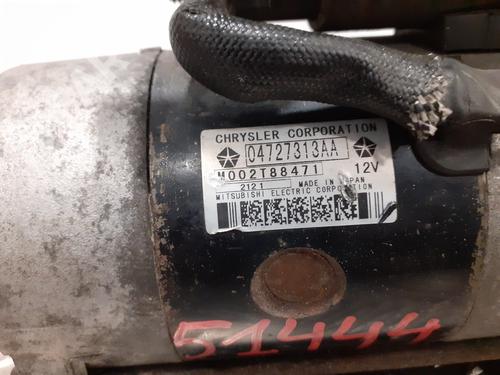 CHRYSLER CORPORATION
04727313AA
M002T88471 12V
2121 MADE IN JAPAN
MITSUBISHI ELECTRIC CORPORATION
51444